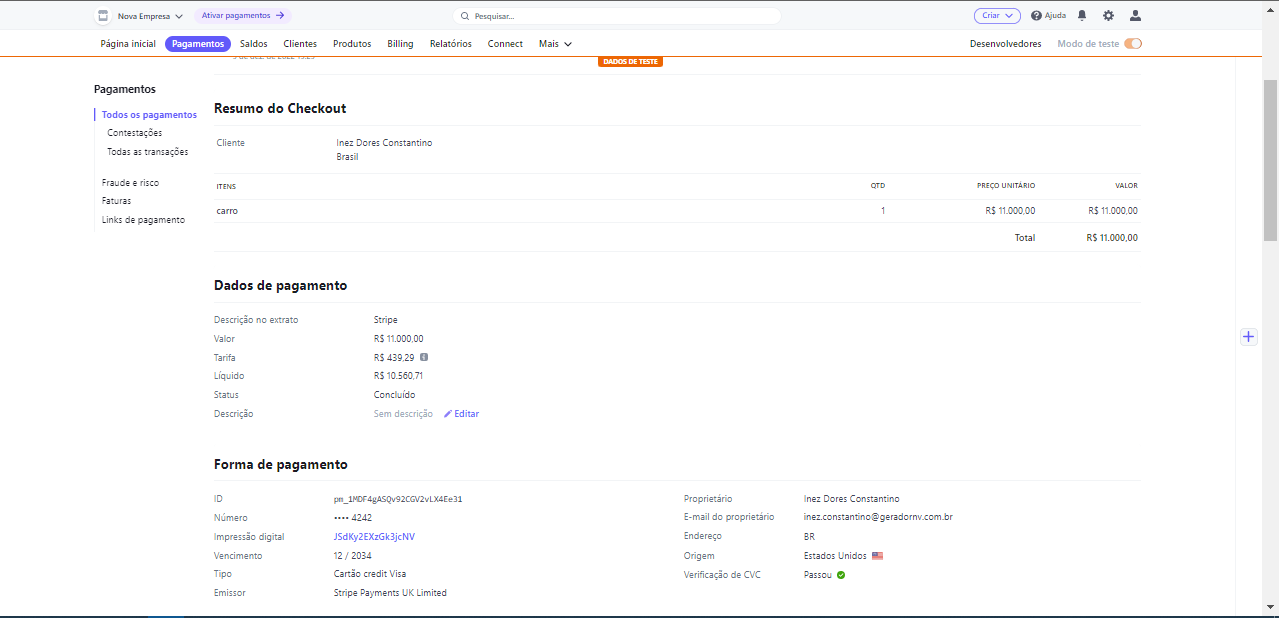 Nova Empresa
Ativar pagamentos
Pesquisar...
Criar
Ajuda
Página inicial
Pagamentos
Saldos
Clientes
Produtos
Billing
Relatórios
Connect
Mais
Desenvolvedores
Modo de teste
DADOS DE TESTE
Pagamentos
Todos os pagamentos
Contestações
Todas as transações
Fraude e risco
Faturas
Links de pagamento
Resumo do Checkout
Cliente
Inez Dores Constantino
Brasil
ITENS QTD PREÇO UNITÁRIO VALOR
carro 1 R$ 11.000,00 R$ 11.000,00
Total R$ 11.000,00
Dados de pagamento
Descrição no extrato Stripe
Valor R$ 11.000,00
Tarifa R$ 439,29
Líquido R$ 10.560,71
Status Concluído
Descrição Sem descrição Editar
Forma de pagamento
ID pm_1MDF4gASQv92CGV2vLX4Ee31
Número •••• 4242
Impressão digital JSdKy2EXzGk3jcNV
Vencimento 12 / 2034
Tipo Cartão credit Visa
Emissor Stripe Payments UK Limited
Proprietário Inez Dores Constantino
E-mail do proprietário inez.constantino@geradornv.com.br
Endereço BR
Origem Estados Unidos
Verificação de CVC Passou